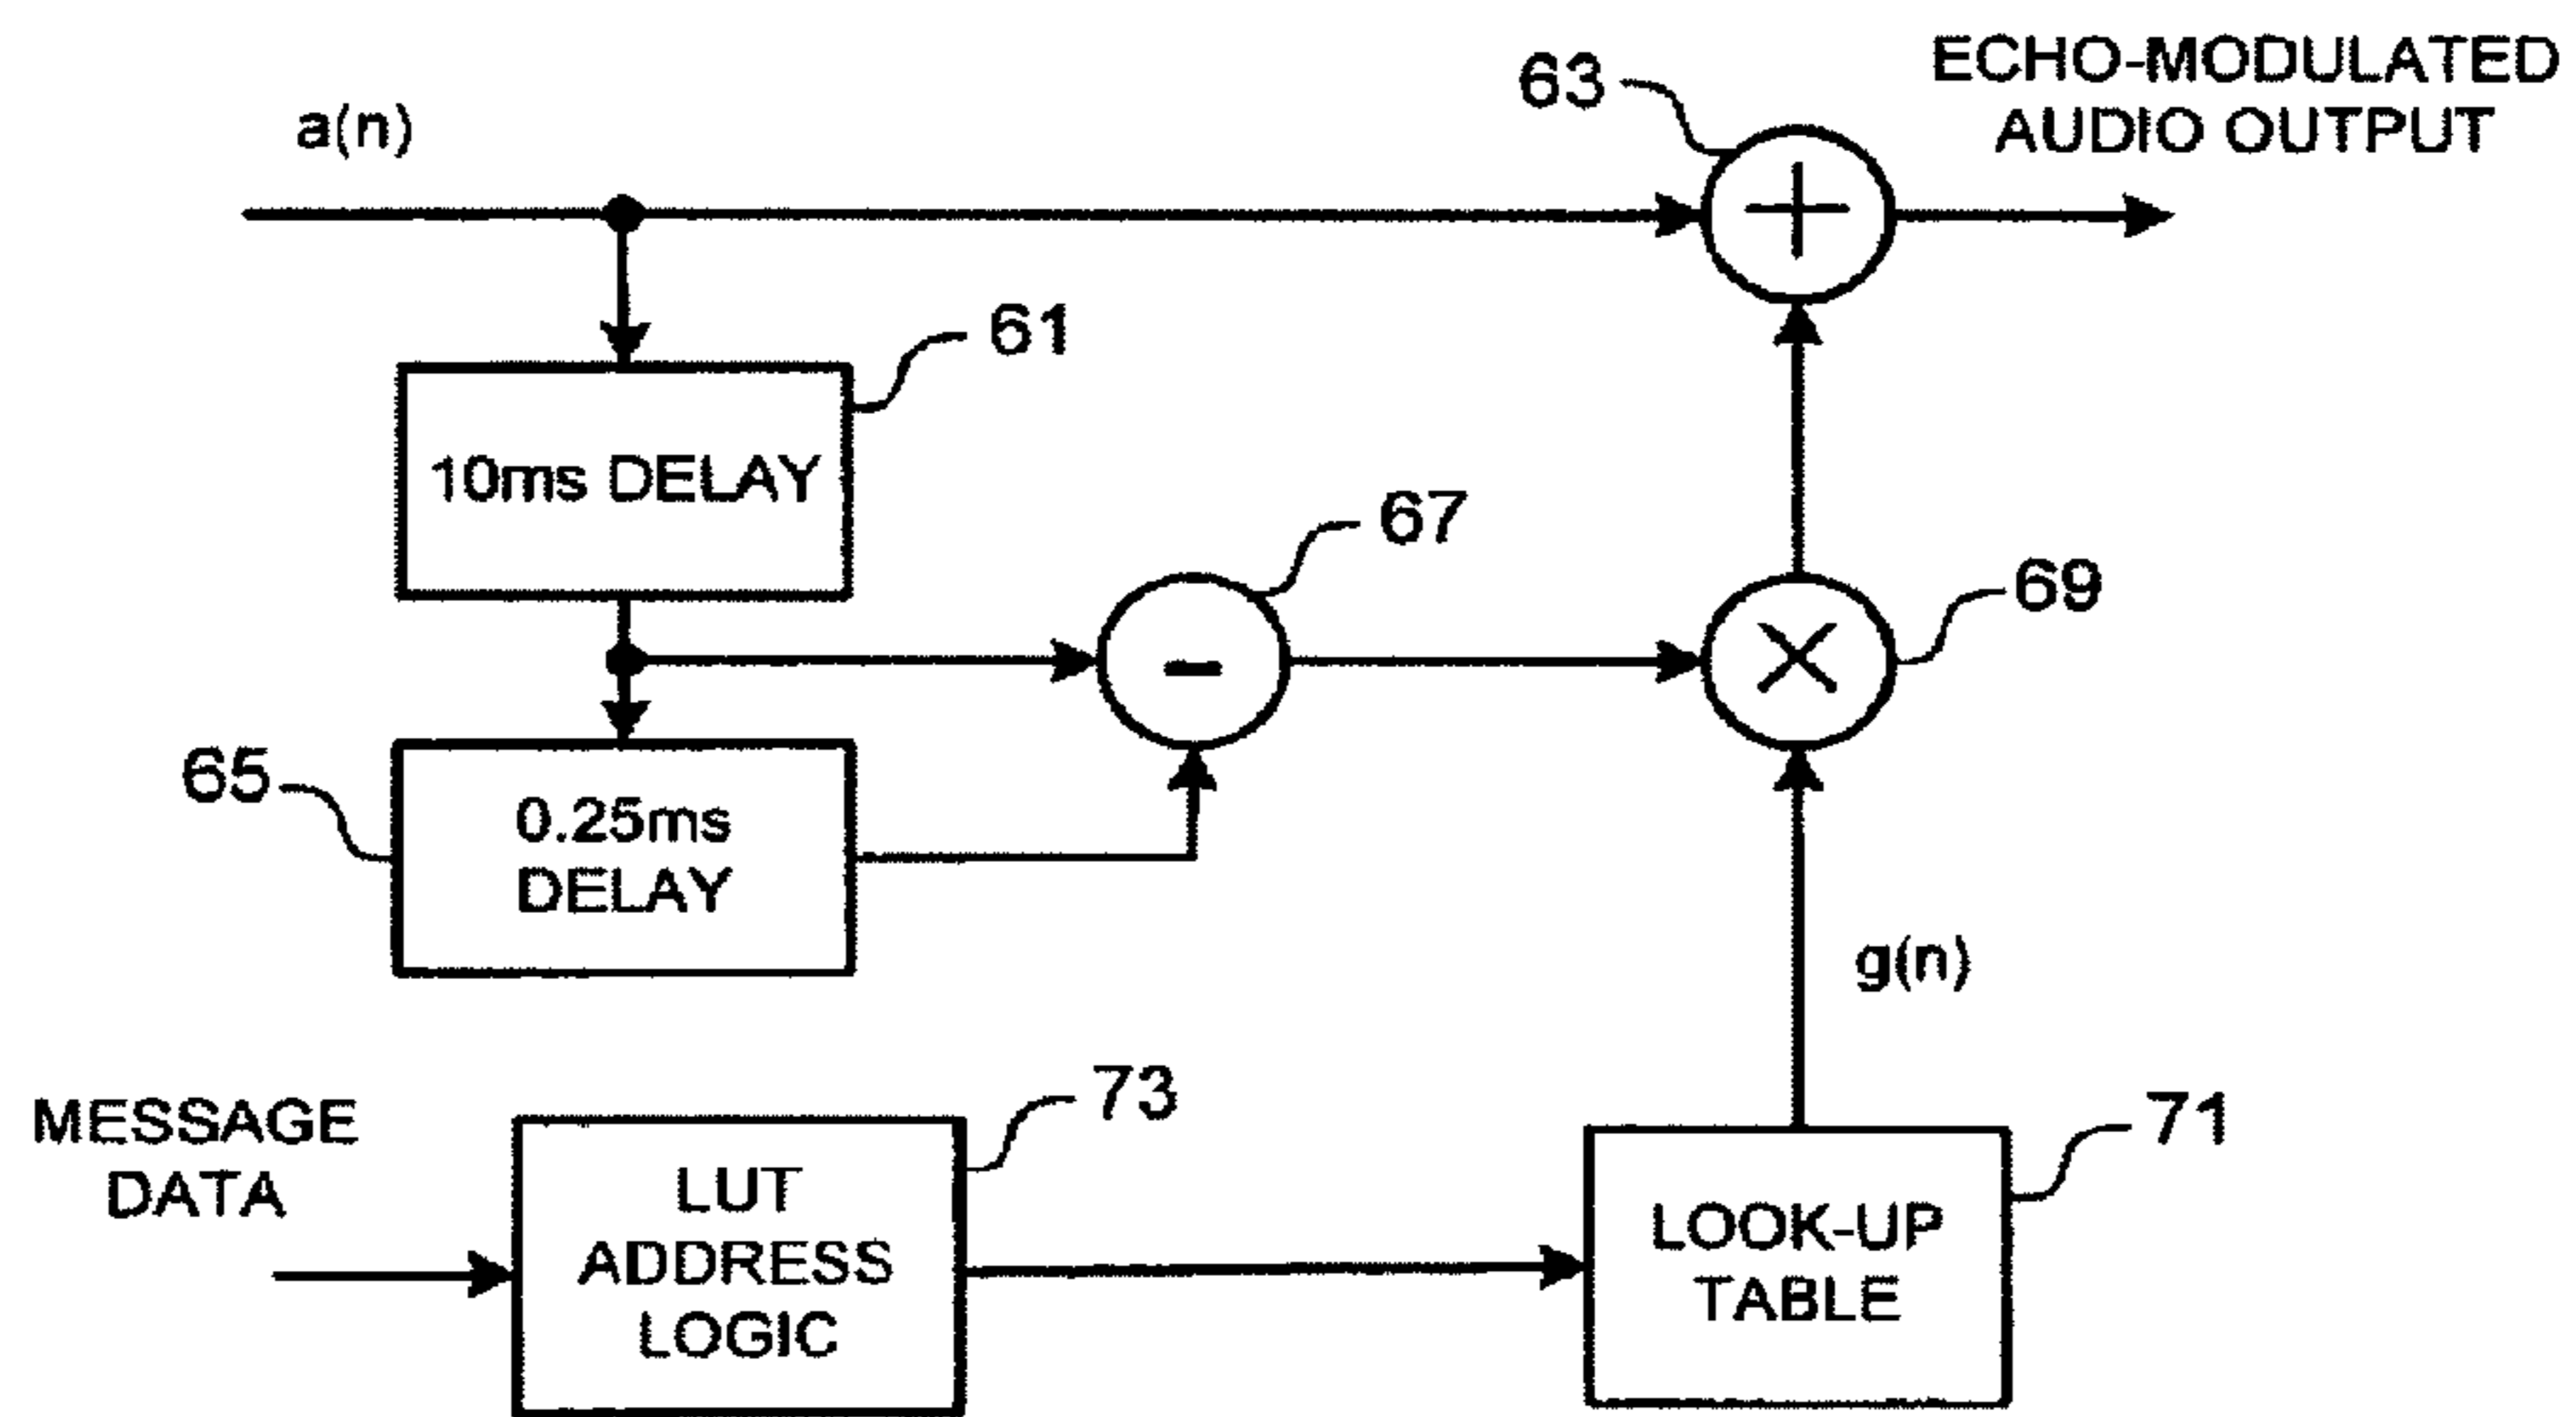 ECHO-MODULATED
AUDIO OUTPUT
63
a(n)
+
61
10ms DELAY
67
-
69
×
65
0.25ms
DELAY
g(n)
MESSAGE
DATA
73
LUT
ADDRESS
LOGIC
71
LOOK-UP
TABLE